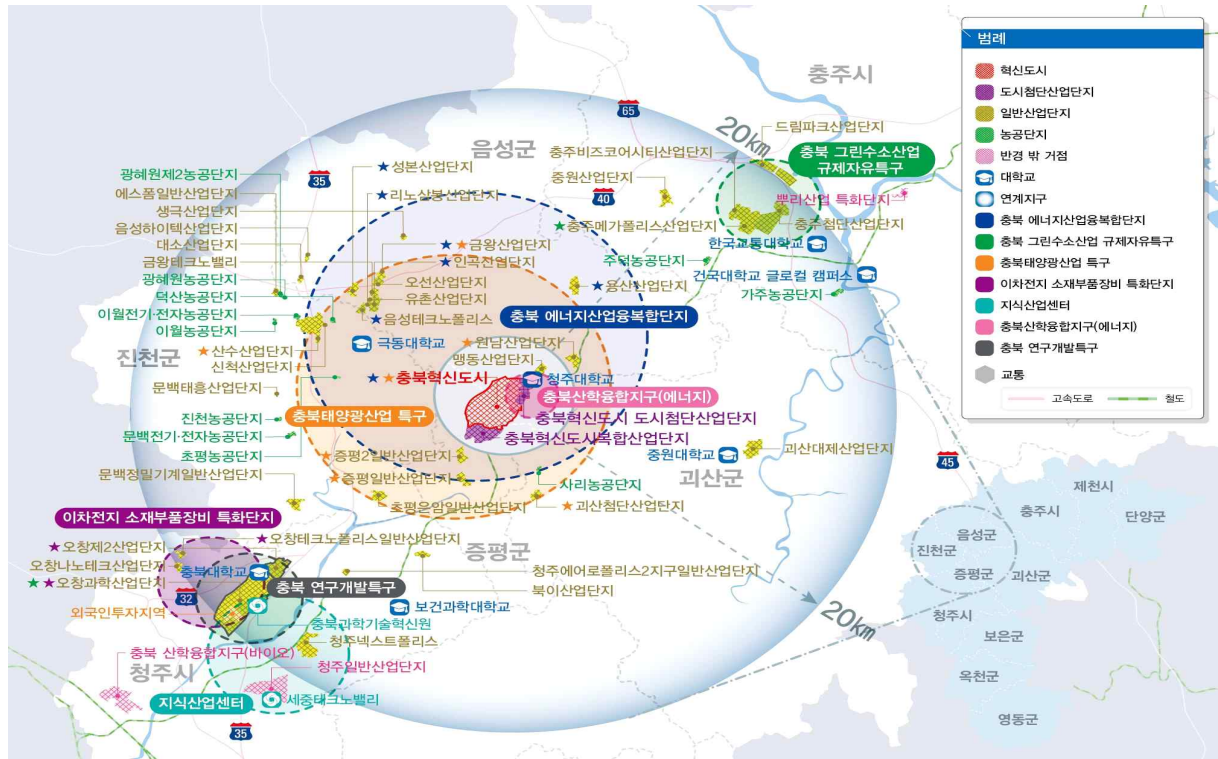 범례
혁신도시
도시첨단산업단지
일반산업단지
농공단지
반경 밖 거점
대학교
연계지구
충북 에너지산업융복합단지
충북 그린수소산업 규제자유특구
충북태양광산업 특구
이차전지 소재부품장비 특화단지
지식산업센터
충북산학융합지구(에너지)
충북 연구개발특구
교통
고속도로
철도
충주시
65
20km
드림파크산업단지
음성군
충주비즈코어시티산업단지
충북 그린수소산업
규제자유특구
35
★성본산업단지
광혜원제2농공단지
중원산업단지
에스폼일반산업단지
★리노삼봉산업단지
40
뿌리산업 특화단지
생극산업단지
음성하이텍산업단지
★충주메가폴리스산업단지
충주첨단산업단지
대소산업단지
★★금왕산업단지
한국교통대학교
금왕테크노밸리
★인곡산업단지
주덕농공단지
광혜원농공단지
오선산업단지
건국대학교 글로컬 캠퍼스
덕산농공단지
유촌산업단지
★용산산업단지
가주농공단지
이월전기·전자농공단지
★음성테크노폴리스
충북 에너지산업융복합단지
이월농공단지
극동대학교
★원남산업단지
진천군
★산수산업단지
맹동산업단지
신척산업단지
★★충북혁신도시
청주대학교
문백태흥산업단지
충북산학융합지구(에너지)
진천농공단지
충북태양광산업 특구
충북혁신도시 도시첨단산업단지
문백전기·전자농공단지
충북혁신도시복합산업단지
초평농공단지
★증평2일반산업단지
중원대학교
괴산대제산업단지
45
문백정밀기계일반산업단지
★증평일반산업단지
사리농공단지
괴산군
초평은암일반산업단지
★괴산첨단산업단지
이차전지 소재부품장비 특화단지
★오창테크노폴리스일반산업단지
증평군
★오창제2산업단지
오창나노테크산업단지
충북대학교
청주에어로폴리스2지구일반산업단지
★★오창과학산업단지
충북 연구개발특구
북이산업단지
32
외국인투자지역
보건과학대학교
20km
충북과학기술혁신원
청주넥스트폴리스
충북 산학융합지구(바이오)
청주일반산업단지
청주시
지식산업센터
세중테크노밸리
35
제천시
충주시
단양군
음성군
진천군
증평군
괴산군
청주시
보은군
옥천군
영동군